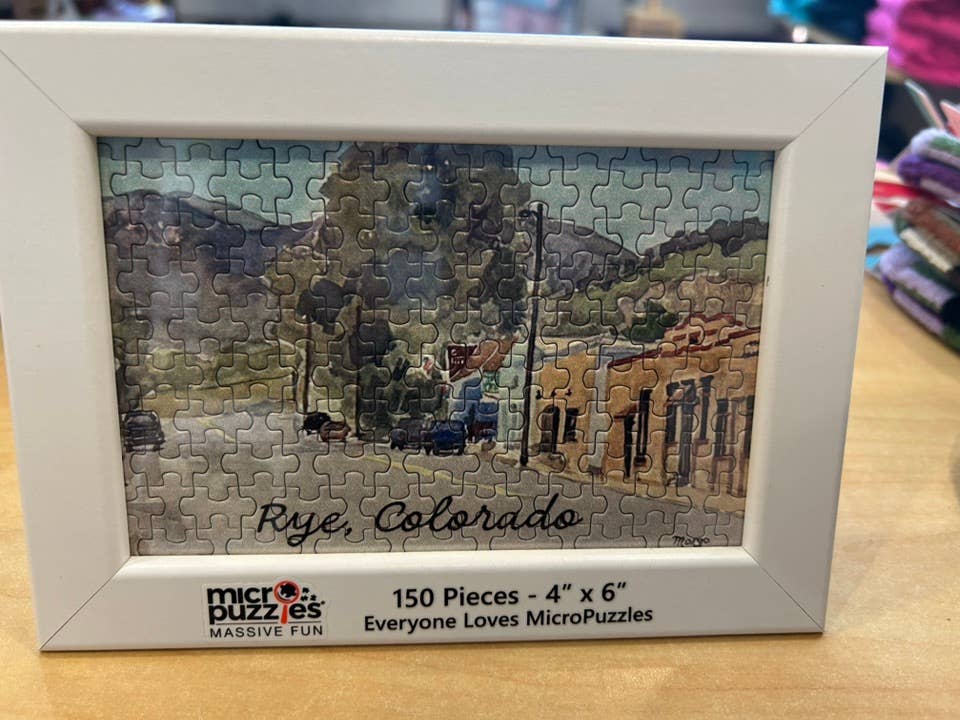 Rye, Colorado
Margo
micro
puzzles
MASSIVE FUN
150 Pieces - 4” x 6”
Everyone Loves MicroPuzzles